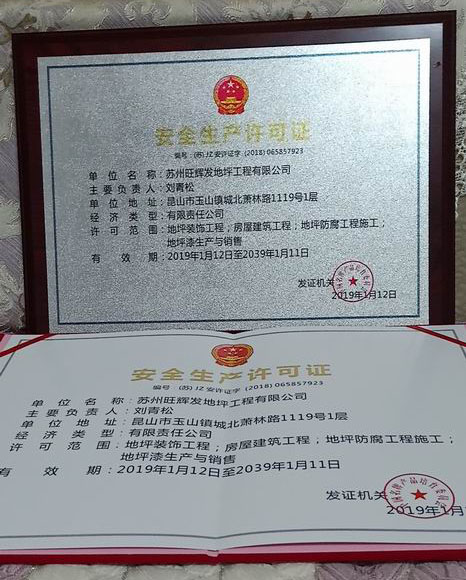 安全生产许可证
编号 (苏) JZ 安许证字 (2018) 065857923
单位名称: 苏州旺辉发地坪工程有限公司
主要负责人: 刘青松
单位地址: 昆山市玉山镇城北萧林路1119号1层
经济类型: 有限责任公司
许可范围: 地坪装饰工程; 房屋建筑工程; 地坪防腐工程施工;
地坪漆生产与销售
有效期: 2019年1月12日至2039年1月11日
发证机关
2019年1月12日
安全生产许可证
编号 (苏) JZ 安许证字 (2018) 065857923
单位名称: 苏州旺辉发地坪工程有限公司
主要负责人: 刘青松
单位地址: 昆山市玉山镇城北萧林路1119号1层
经济类型: 有限责任公司
许可范围: 地坪装饰工程; 房屋建筑工程; 地坪防腐工程施工;
地坪漆生产与销售
有效期: 2019年1月12日至2039年1月11日
发证机关
2019年1月